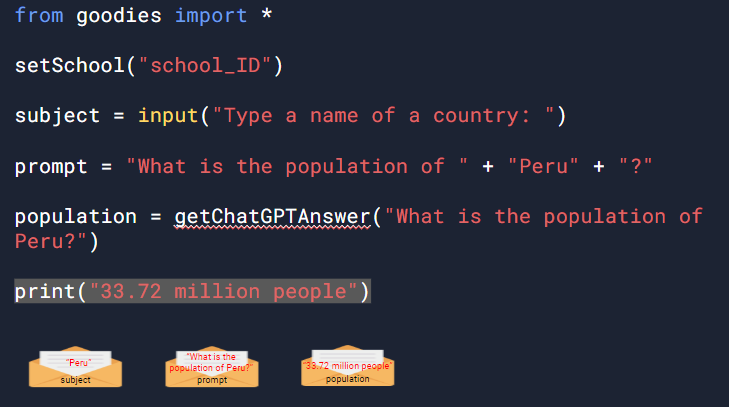 from goodies import *
setSchool("school_ID")
subject = input("Type a name of a country: ")
prompt = "What is the population of " + "Peru" + "?"
population = getChatGPTAnswer("What is the population of
Peru?")
print("33.72 million people")
"Peru"
subject
"What is the
population of Peru?"
prompt
"33.72 million people"
population